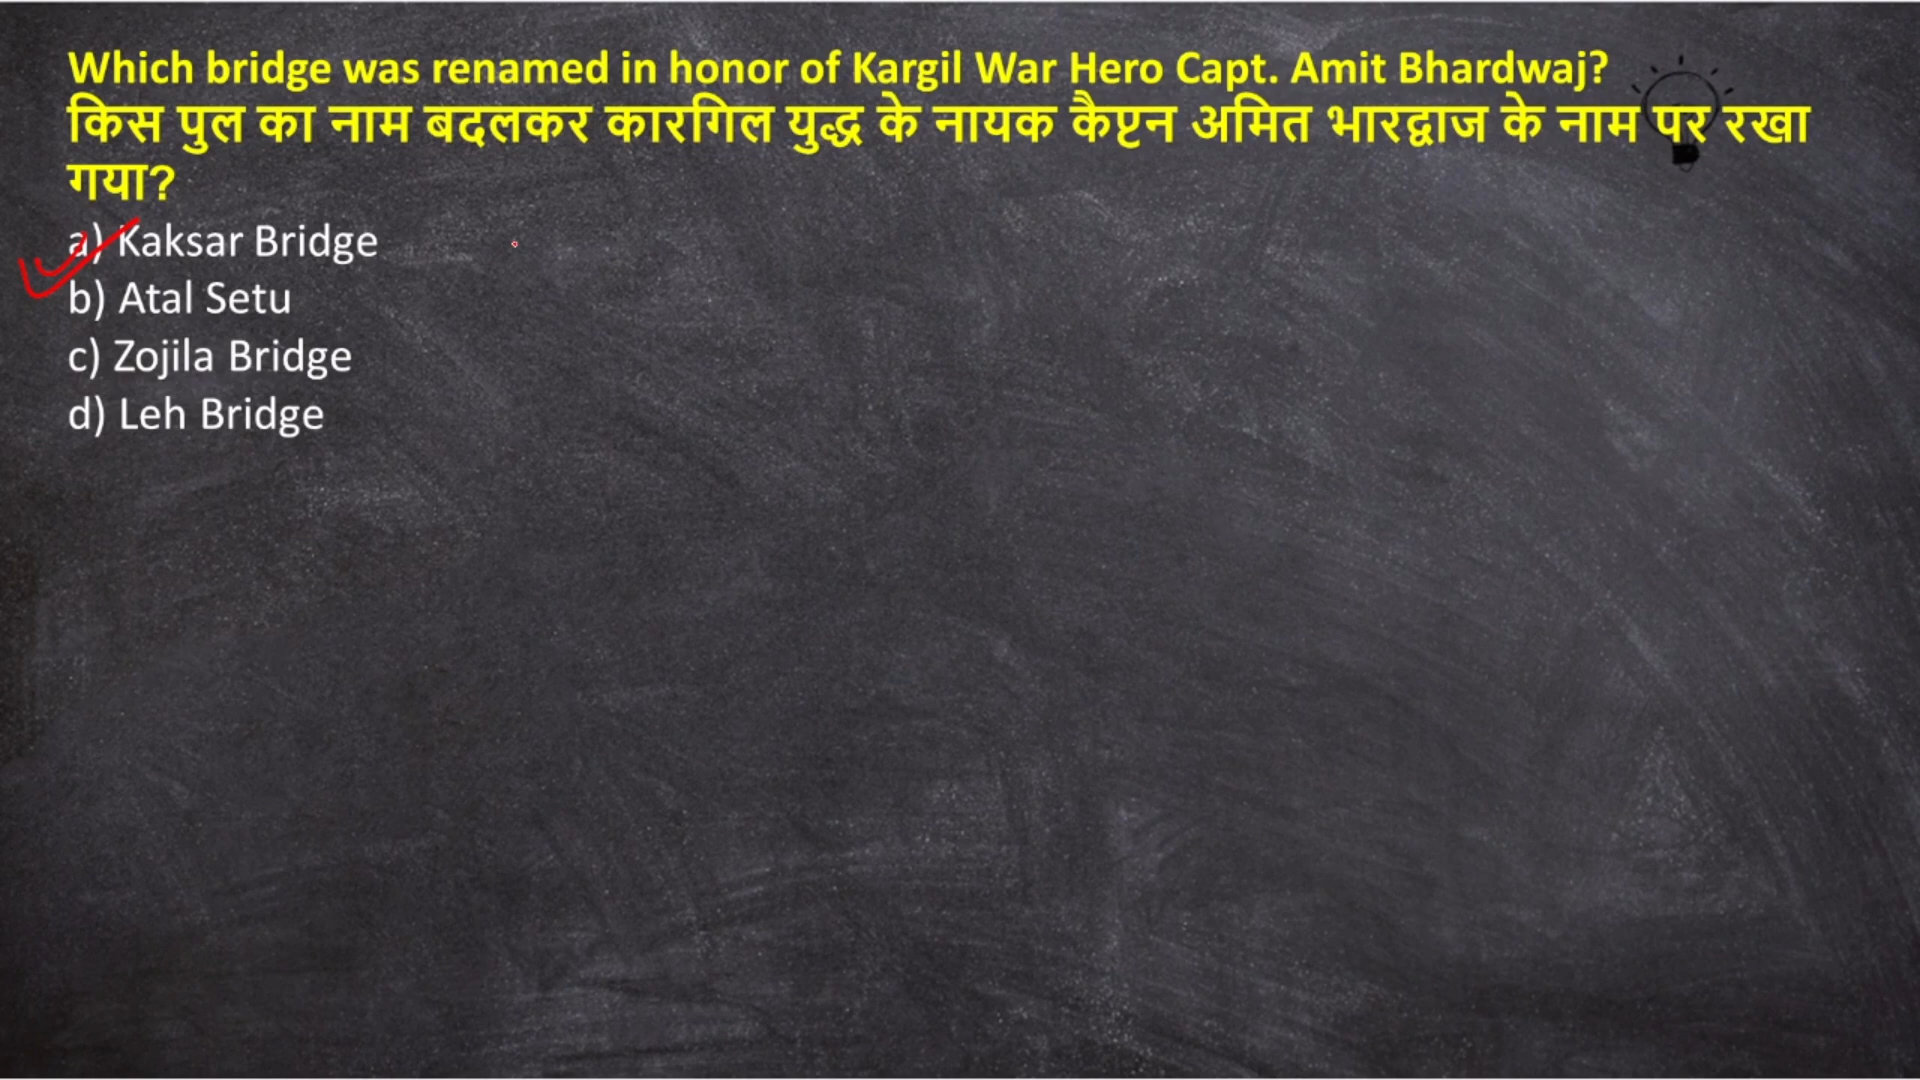 Which bridge was renamed in honor of Kargil War Hero Capt. Amit Bhardwaj?
किस पुल का नाम बदलकर कारगिल युद्ध के नायक कैप्टन अमित भारद्वाज के नाम पर रखा
गया?
a) Kaksar Bridge
b) Atal Setu
c) Zojila Bridge
d) Leh Bridge